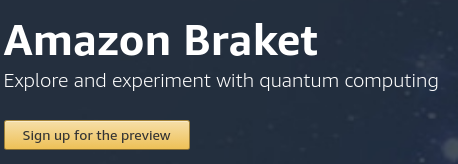 Amazon Braket
Explore and experiment with quantum computing
Sign up for the preview